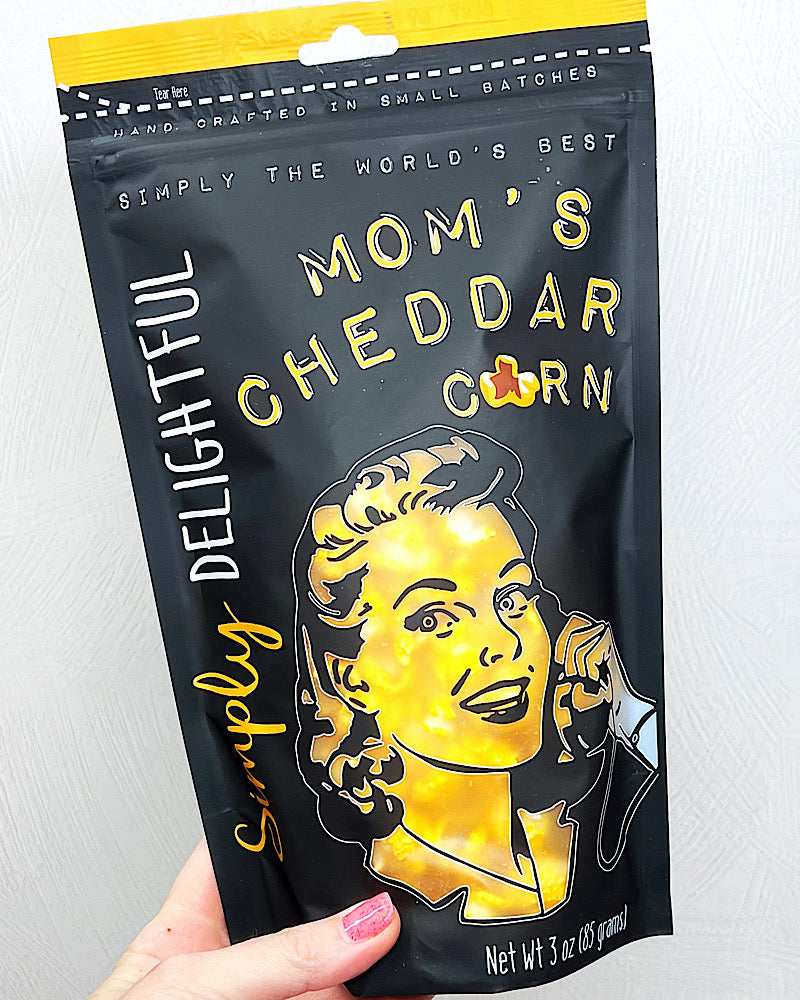 Tear Here
HAND CRAFTED IN SMALL BATCHES
SIMPLY THE WORLD'S BEST
MOM'S
CHEDDAR
CORN
Simply DELIGHTFUL
Net Wt 3 oz (85 grams)